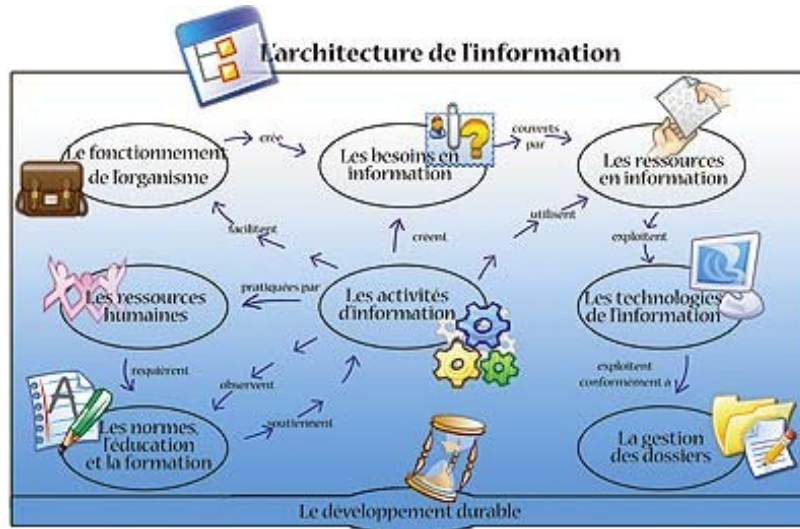 L'architecture de l'information
Le fonctionnement
de l'organisme
crée
Les besoins en
information
couverts
par
Les ressources
en information
facilitent
créent
utilisent
exploitent
Les ressources
humaines
pratiquées par
Les activités
d'information
Les technologies
de l'information
requièrent
observent
soutiennent
exploitent
conformément à
Les normes,
l'éducation
et la formation
La gestion
des dossiers
Le développement durable